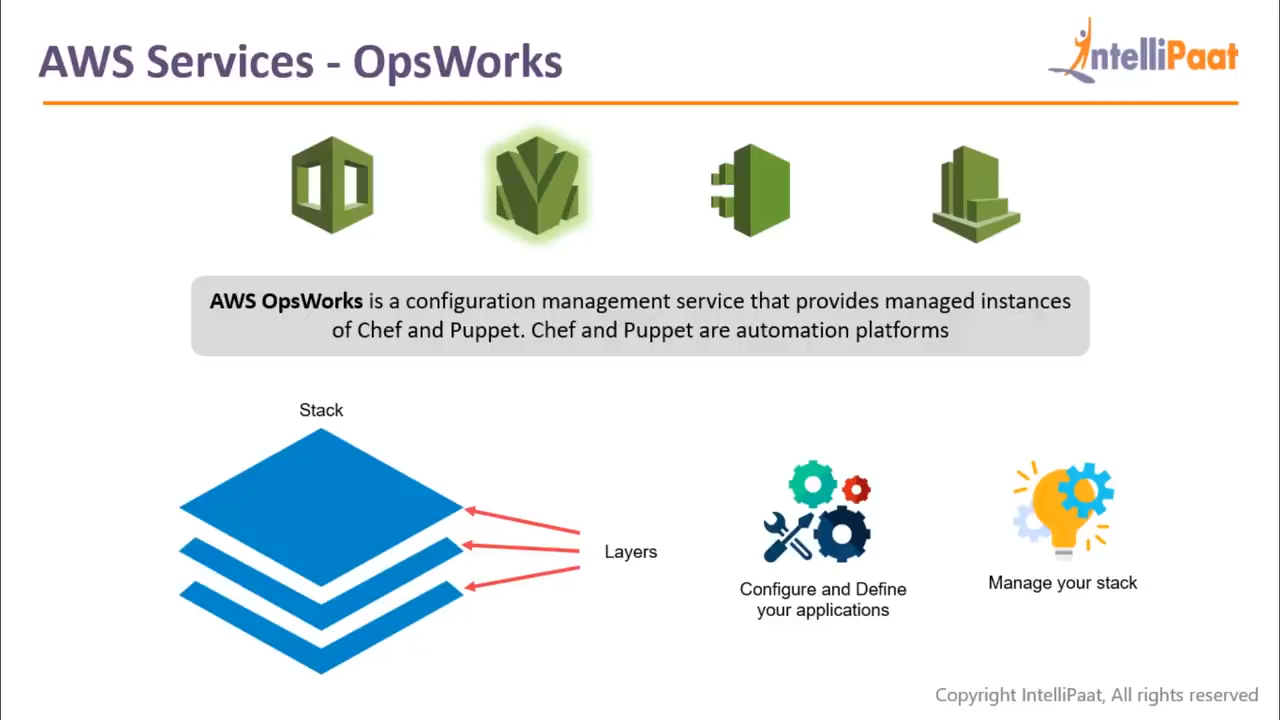 AWS Services - OpsWorks
IntelliPaat
AWS OpsWorks is a configuration management service that provides managed instances
of Chef and Puppet. Chef and Puppet are automation platforms
Stack
Layers
Configure and Define
your applications
Manage your stack
Copyright IntelliPaat, All rights reserved